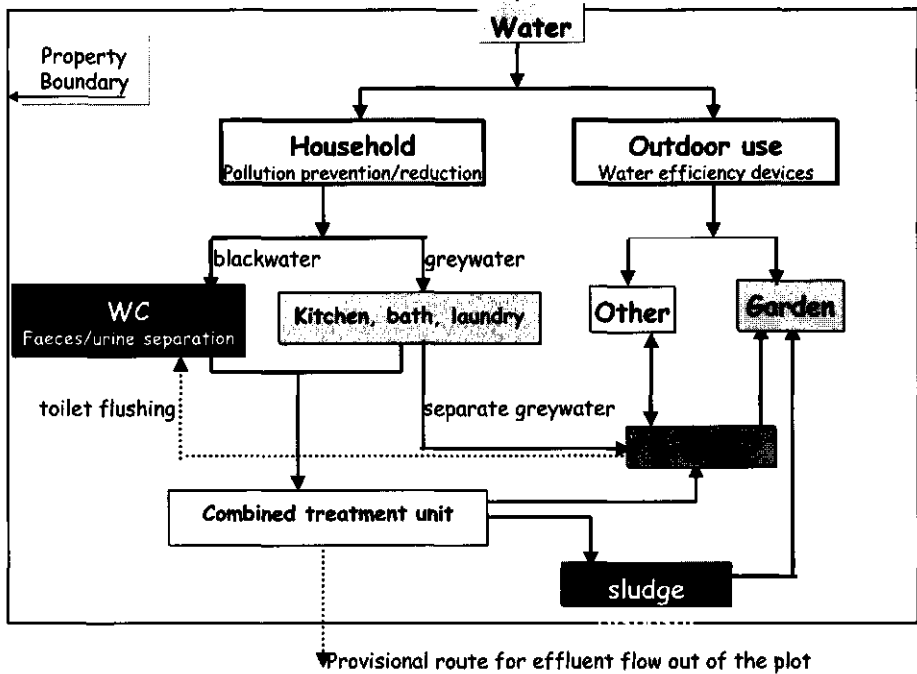 Water
Property
Boundary
Household
Pollution prevention/reduction
Outdoor use
Water efficiency devices
blackwater
greywater
WC
Faeces/urine separation
Kitchen, bath, laundry
Other
Garden
toilet flushing
separate greywater
Combined treatment unit
sludge
Provisional route for effluent flow out of the plot